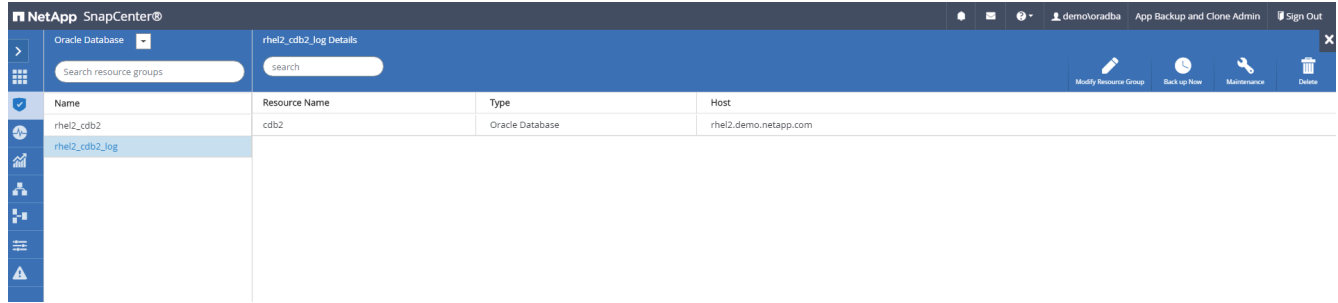 NetApp SnapCenter® demo\oradba App Backup and Clone Admin Sign Out
Oracle Database rhel2_cdb2_log Details
Search resource groups search
Modify Resource Group Back up Now Maintenance Delete
Name Resource Name Type Host
rhel2_cdb2 cdb2 Oracle Database rhel2.demo.netapp.com
rhel2_cdb2_log